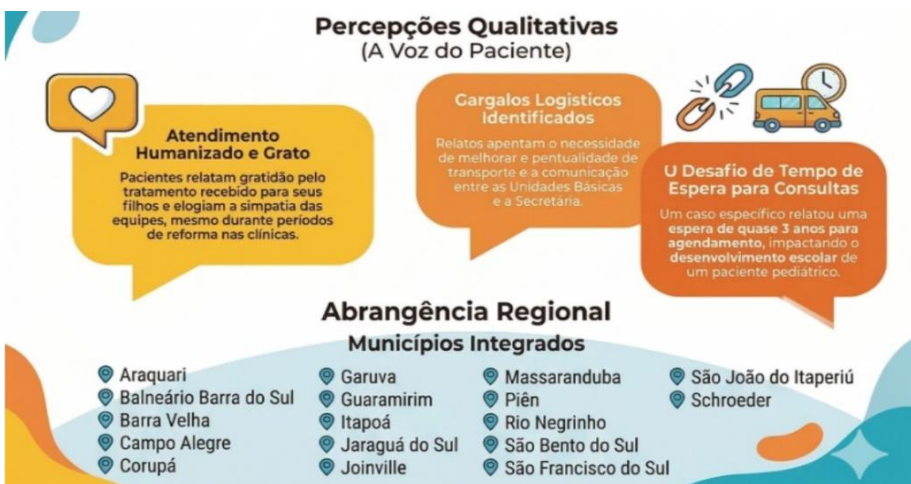 Percepções Qualitativas
(A Voz do Paciente)
Atendimento
Humanizado e Grato
Pacientes relatam gratidão pelo
tratamento recebido para seus
filhos e elogiam a simpatia das
equipes, mesmo durante períodos
de reforma nas clínicas.
Gargalos Logisticos
Identificados
Relatos apentam o necessidade
de melhorar e pentualidade de
transporte e a comunicação
entre as Unidades Básicas
e a Secretária.
U Desafio de Tempo de
Espera para Consultas
Um caso específico relatou uma
espera de quase 3 anos para
agendamento, impactando o
desenvolvimento escolar de
um paciente pediátrico.
Abrangência Regional
Municípios Integrados
Araquari
Balneário Barra do Sul
Barra Velha
Campo Alegre
Corupá
Garuva
Guaramirim
Itapoá
Jaraguá do Sul
Joinville
Massaranduba
Piên
Rio Negrinho
São Bento do Sul
São Francisco do Sul
São João do Itaperiú
Schroeder